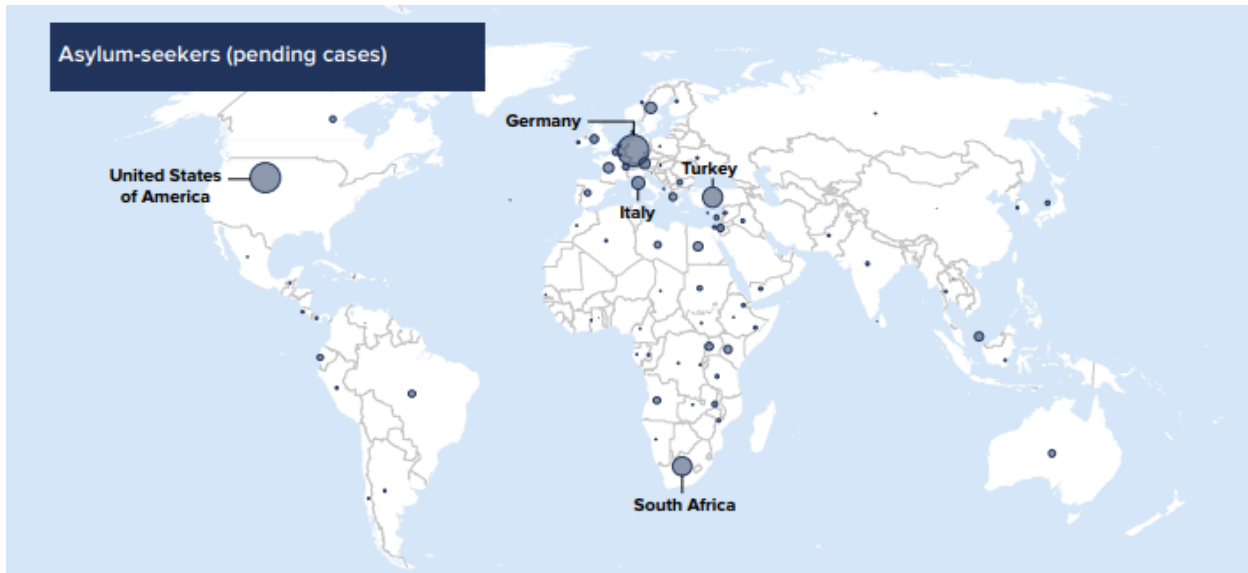 Asylum-seekers (pending cases)
Germany
United States
of America
Turkey
Italy
South Africa